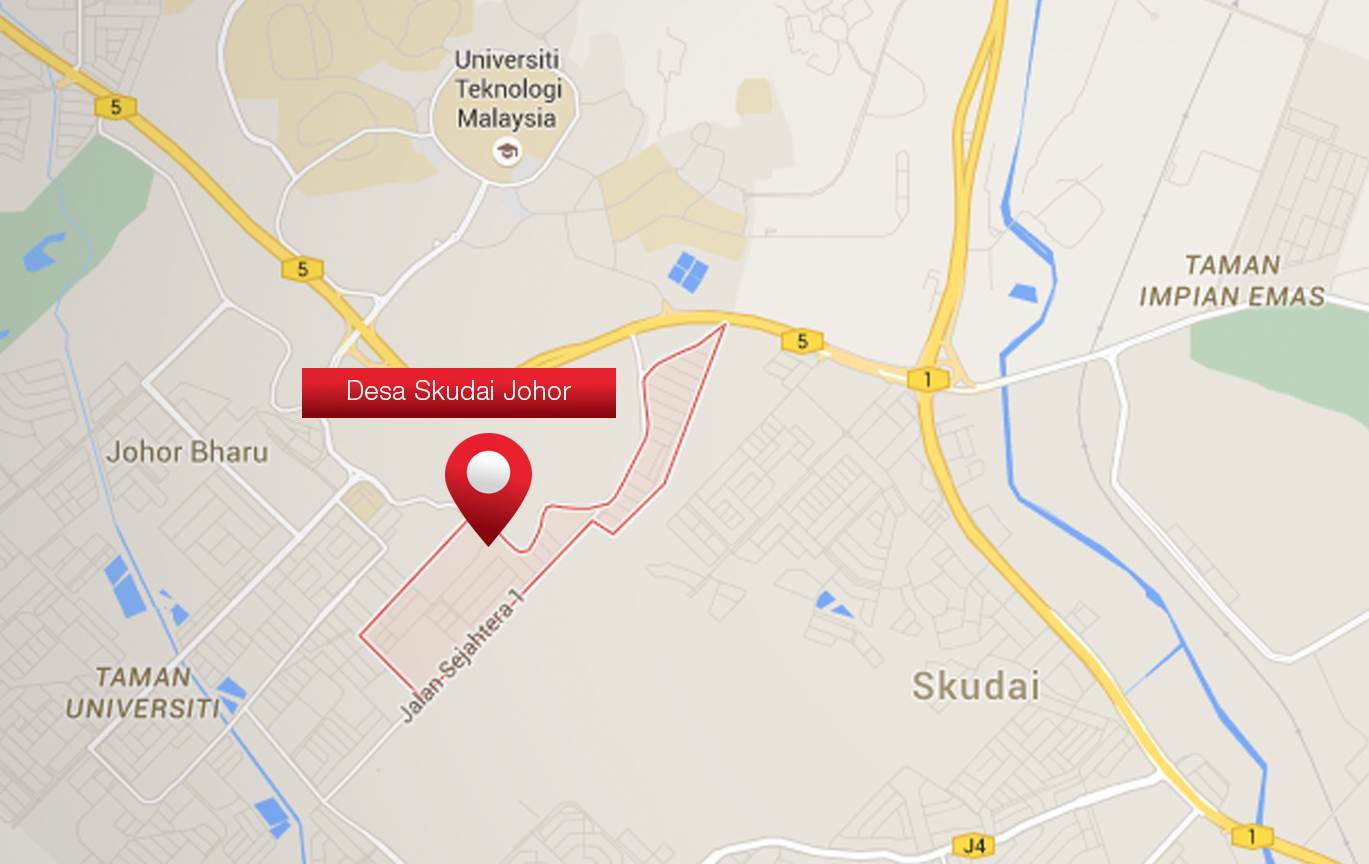 Universiti
Teknologi
Malaysia
5
5
TAMAN
IMPIAN EMAS
5
1
Desa Skudai Johor
Johor Bharu
Jalan Sejahtera 1
TAMAN
UNIVERSITI
Skudai
1
J4